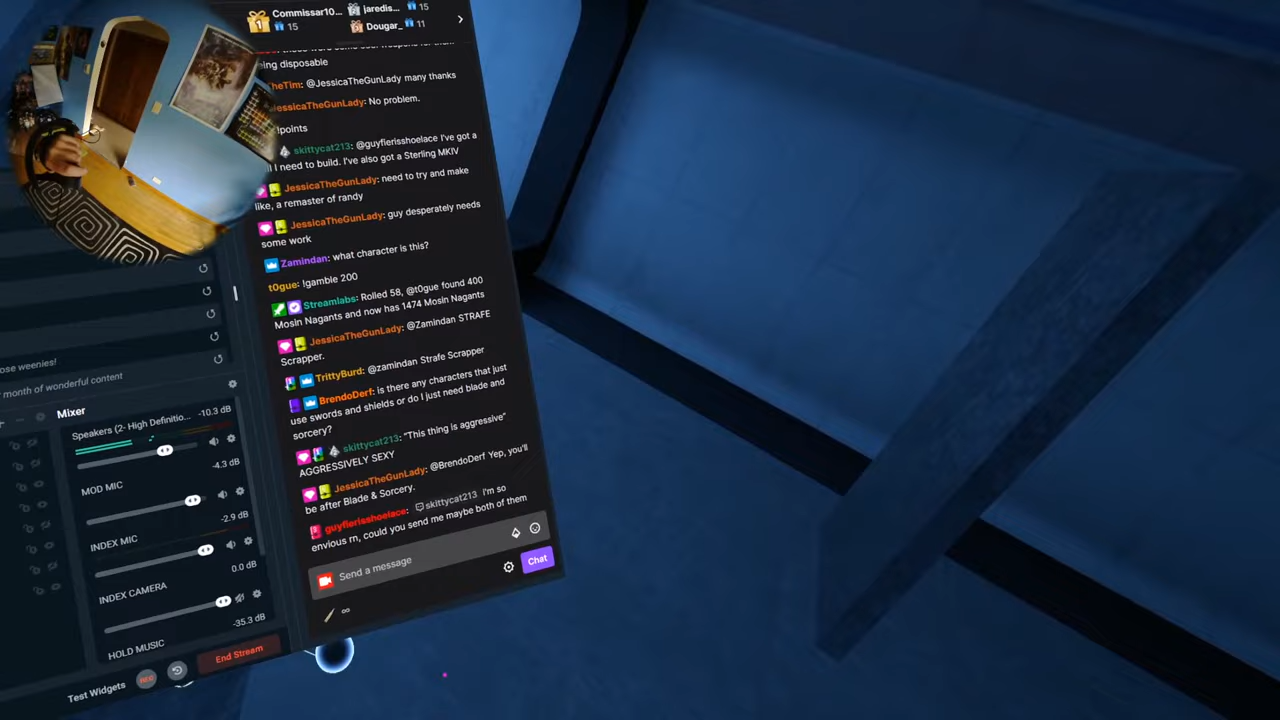 Commissar10...
15
jaredis...
15
Dougar_
11
being disposable
TheTim: @JessicaTheGunLady many thanks
JessicaTheGunLady: No problem.
!points
skittycat213: @guyfierisshoelace I've got a
I need to build. I've also got a Sterling MKIV
JessicaTheGunLady: need to try and make
like, a remaster of randy
JessicaTheGunLady: guy desperately needs
some work
Zamindan: what character is this?
t0gue: !gamble 200
Streamlabs: Rolled 58, @t0gue found 400
Mosin Nagants and now has 1474 Mosin Nagants
JessicaTheGunLady: @Zamindan STRAFE
Scrapper.
TrittyBurd: @zamindan Strafe Scrapper
BrendoDerf: is there any characters that just
use swords and shields or do I just need blade and
sorcery?
skittycat213: "This thing is aggressive"
AGGRESSIVELY SEXY
JessicaTheGunLady: @BrendoDerf Yep, you'll
be after Blade & Sorcery.
guyfierisshoelace: skittycat213 I'm so
envious rn, could you send me maybe both of them
Send a message
Chat
ose weenies!
month of wonderful content
Mixer
Speakers (2- High Definitio...
-10.3 dB
-4.3 dB
MOD MIC
-2.9 dB
INDEX MIC
0.0 dB
INDEX CAMERA
-35.3 dB
HOLD MUSIC
Test Widgets
REC
End Stream